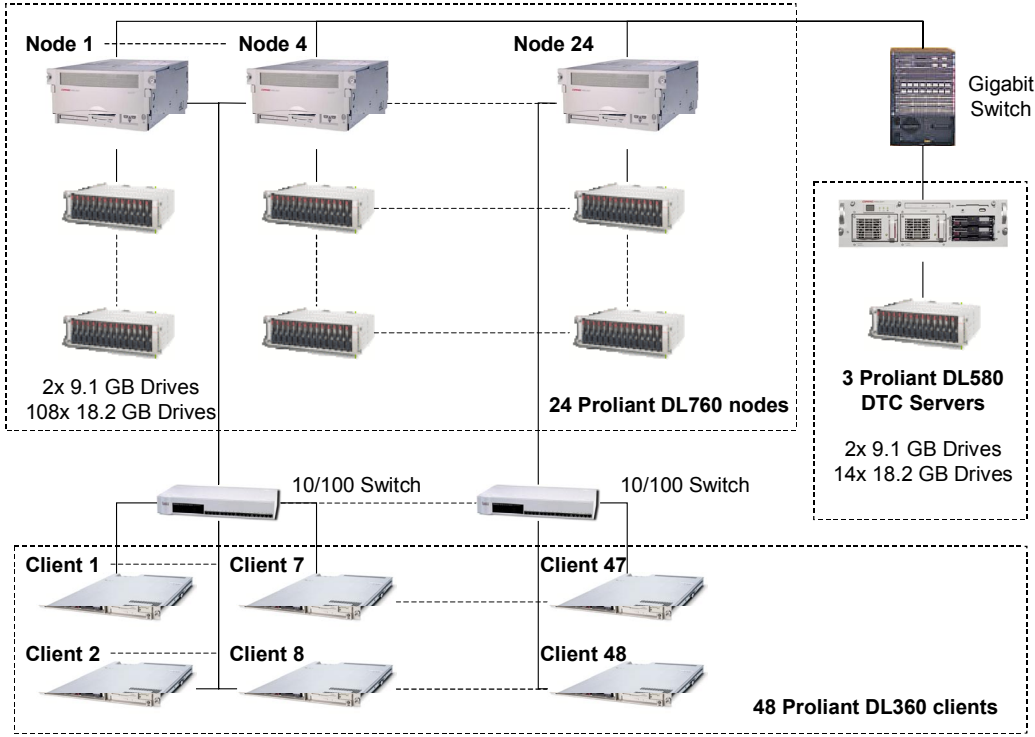 Node 1
Node 4
Node 24
Gigabit
Switch
2x 9.1 GB Drives
108x 18.2 GB Drives
24 Proliant DL760 nodes
3 Proliant DL580
DTC Servers
2x 9.1 GB Drives
14x 18.2 GB Drives
10/100 Switch
10/100 Switch
Client 1
Client 7
Client 47
Client 2
Client 8
Client 48
48 Proliant DL360 clients